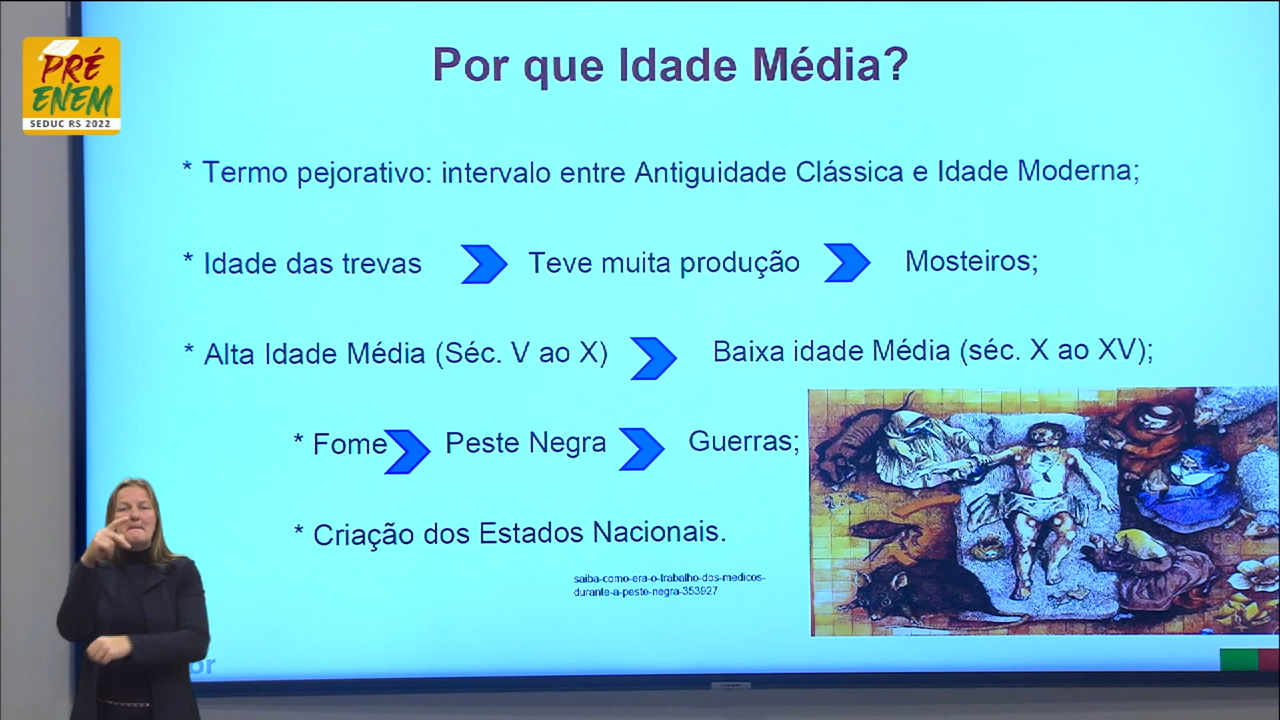 PRÉ
ENEM
SEDUC RS 2022
Por que Idade Média?
* Termo pejorativo: intervalo entre Antiguidade Clássica e Idade Moderna;
* Idade das trevas Teve muita produção Mosteiros;
* Alta Idade Média (Séc. V ao X) Baixa idade Média (séc. X ao XV);
* Fome Peste Negra Guerras;
* Criação dos Estados Nacionais.
saiba-como-era-o-trabalho-dos-medicos-
durante-a-peste-negra-353927
or